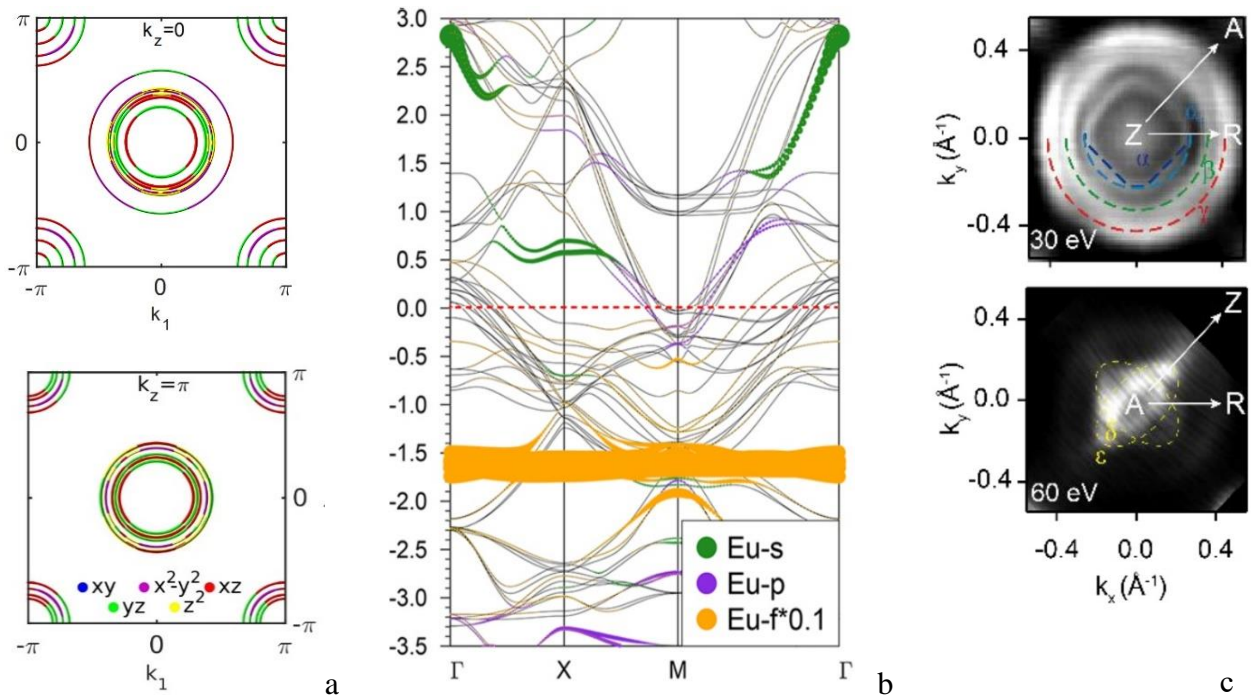 π
k_z=0
0
-π
-π
0
π
k_1
k_z=π
π
0
xy
x²-y²
xz
yz
z²
-π
-π
0
π
k_1
a
3.0
2.5
2.0
1.5
1.0
0.5
0.0
-0.5
-1.0
-1.5
-2.0
-2.5
-3.0
-3.5
Eu-s
Eu-p
Eu-f*0.1
Γ
X
M
Γ
b
k_y (Å⁻¹)
0.4
0.0
-0.4
A
Z
R
α
β
γ
30 eV
k_y (Å⁻¹)
0.4
0.0
-0.4
Z
A
R
δ
ε
60 eV
-0.4
0.0
0.4
k_x (Å⁻¹)
c